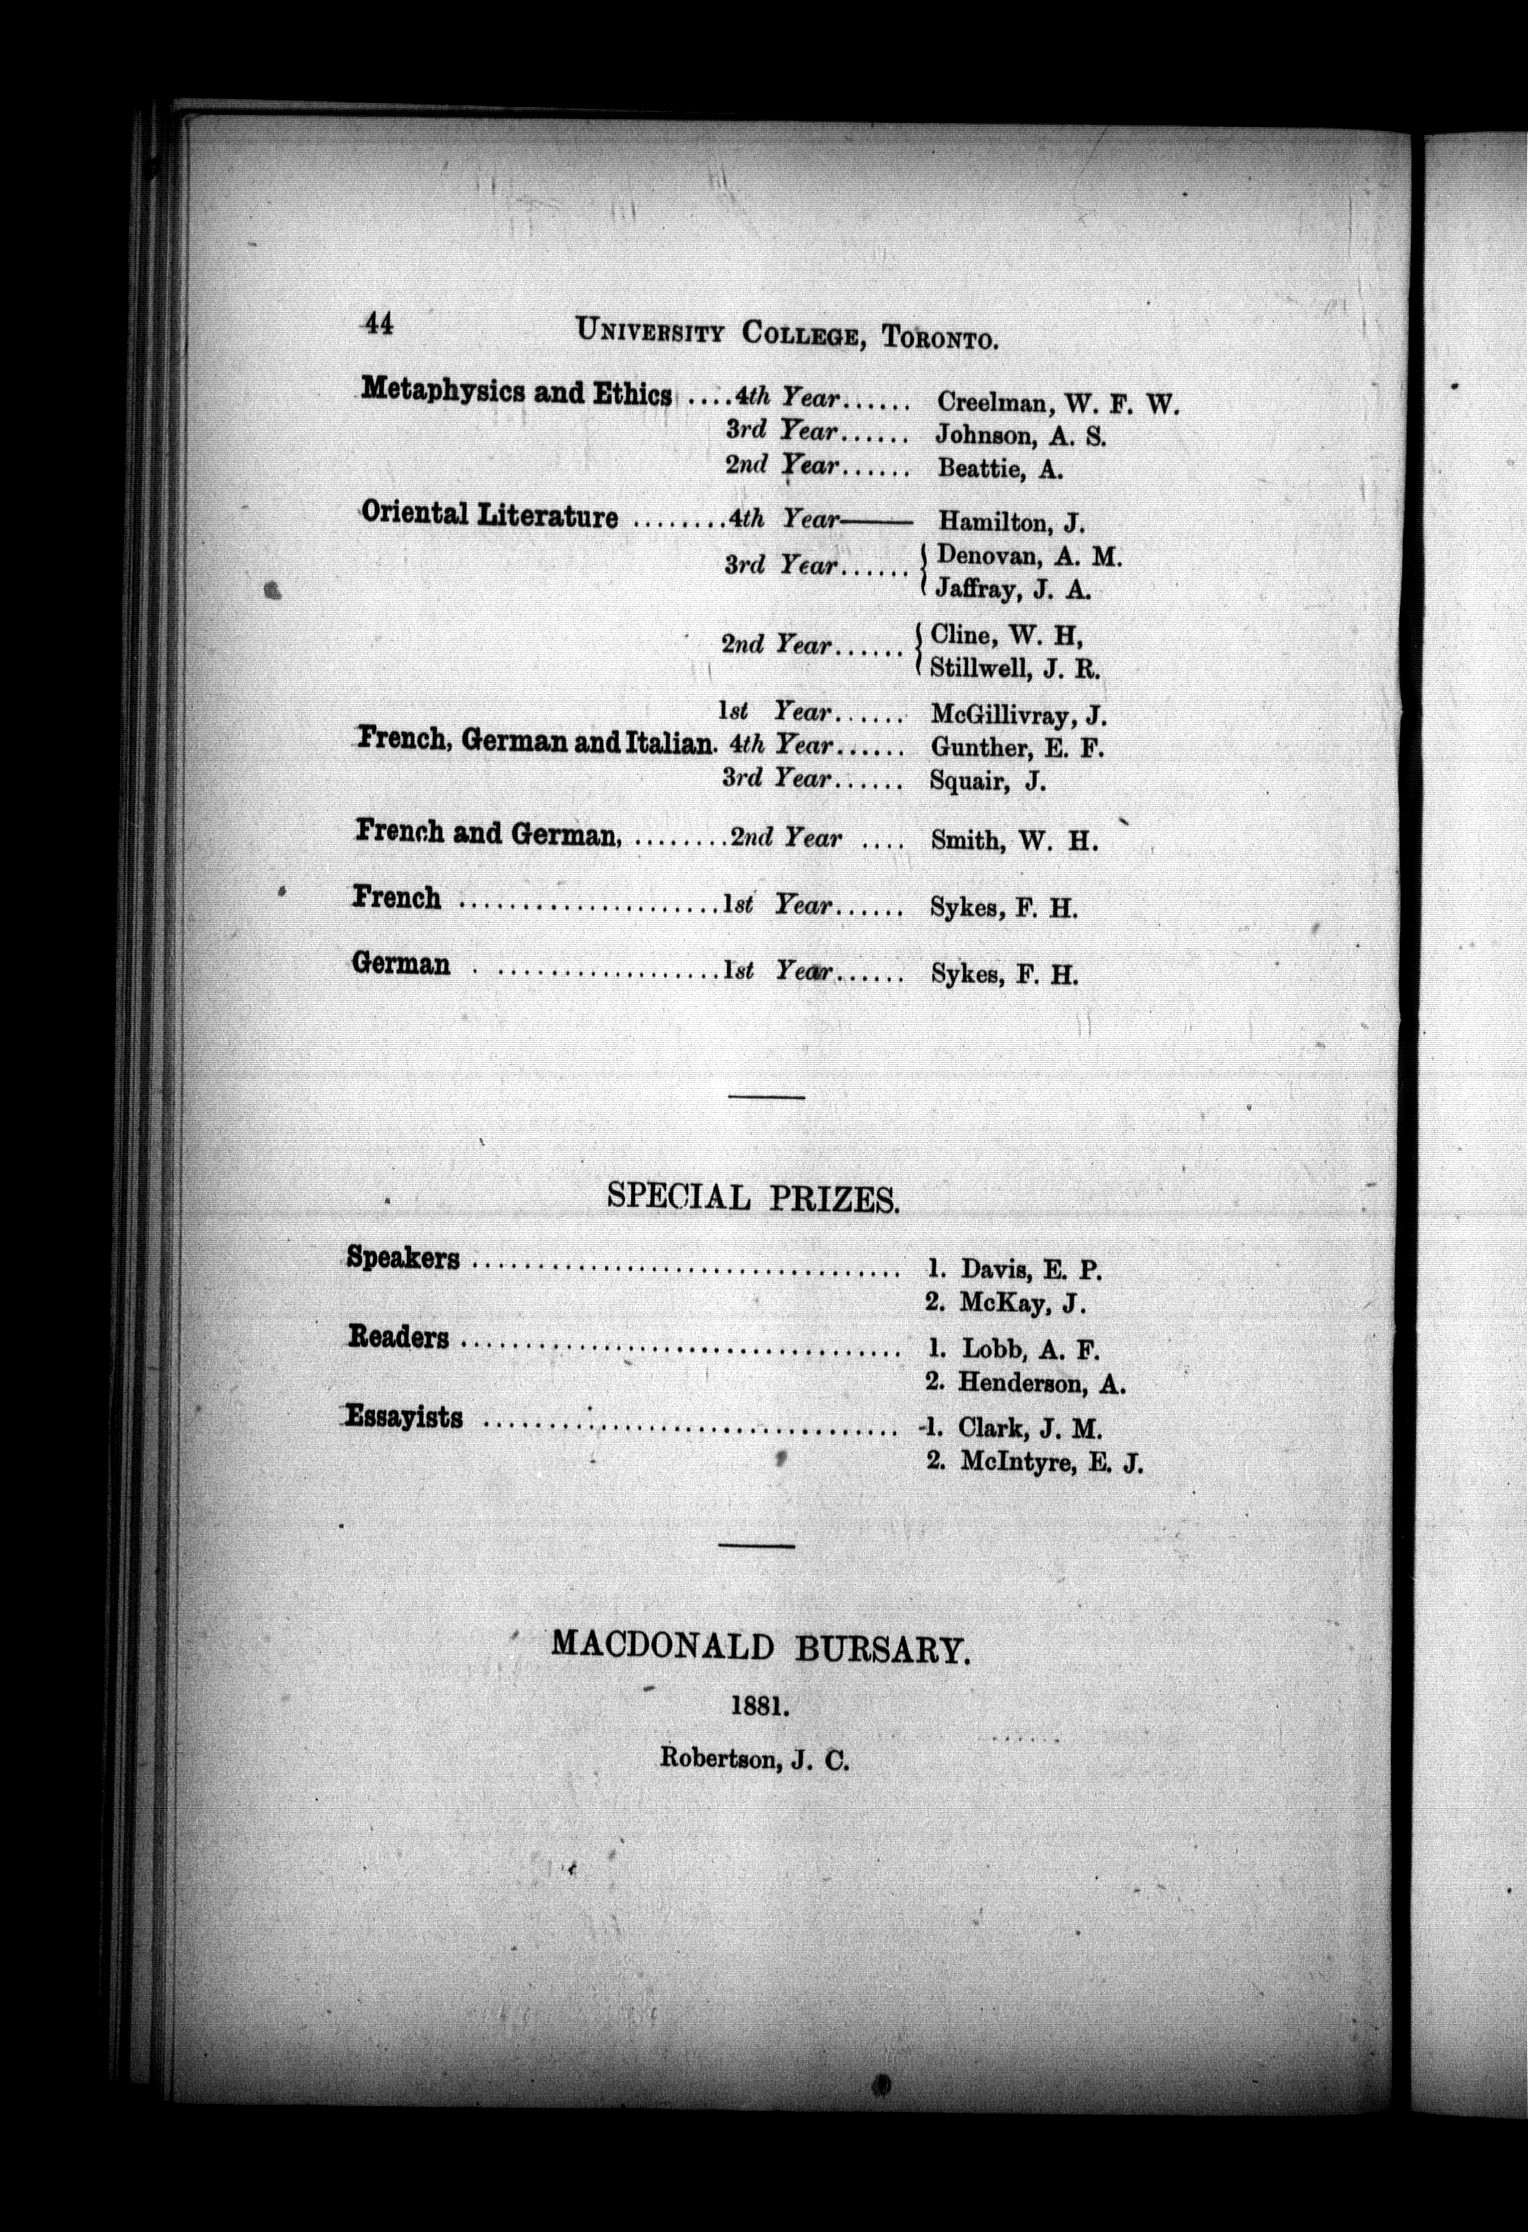 44 UNIVERSITY COLLEGE, TORONTO.
Metaphysics and Ethics ....4th Year...... Creelman, W. F. W.
3rd Year...... Johnson, A. S.
2nd Year...... Beattie, A.
Oriental Literature ........4th Year—— Hamilton, J.
3rd Year...... { Denovan, A. M.
Jaffray, J. A.
2nd Year...... { Cline, W. H,
Stillwell, J. R.
1st Year...... McGillivray, J.
French, German and Italian. 4th Year...... Gunther, E. F.
3rd Year...... Squair, J.
French and German, ........2nd Year .... Smith, W. H.
French .....................1st Year...... Sykes, F. H.
German . ..................1st Year...... Sykes, F. H.
SPECIAL PRIZES.
Speakers .................................. 1. Davis, E. P.
2. McKay, J.
Readers ................................... 1. Lobb, A. F.
2. Henderson, A.
Essayists ................................. 1. Clark, J. M.
2. McIntyre, E. J.
MACDONALD BURSARY.
1881.
Robertson, J. C.